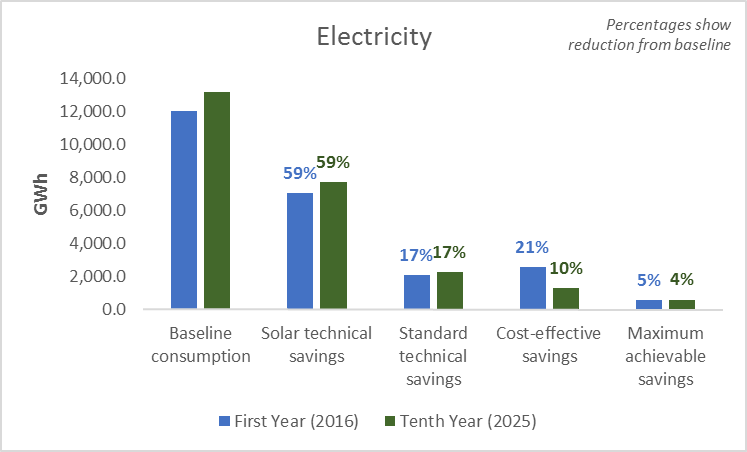 Electricity
Percentages show
reduction from baseline
GWh
14,000.0
12,000.0
10,000.0
8,000.0
6,000.0
4,000.0
2,000.0
0.0
59%
59%
17%
17%
21%
10%
5%
4%
Baseline
consumption
Solar technical
savings
Standard
technical
savings
Cost-effective
savings
Maximum
achievable
savings
First Year (2016)
Tenth Year (2025)